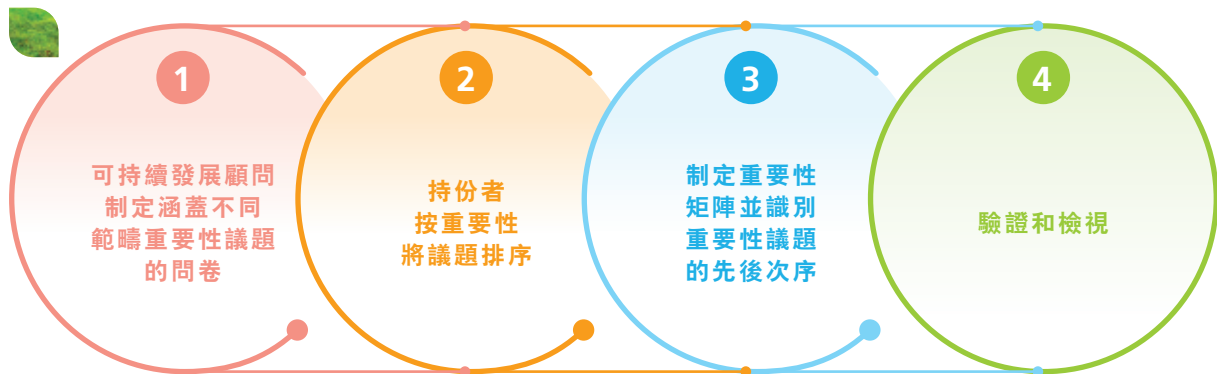 1
可持續發展顧問
制定涵蓋不同
範疇重要性議題
的問卷
2
持份者
按重要性
將議題排序
3
制定重要性
矩陣並識別
重要性議題
的先後次序
4
驗證和檢視